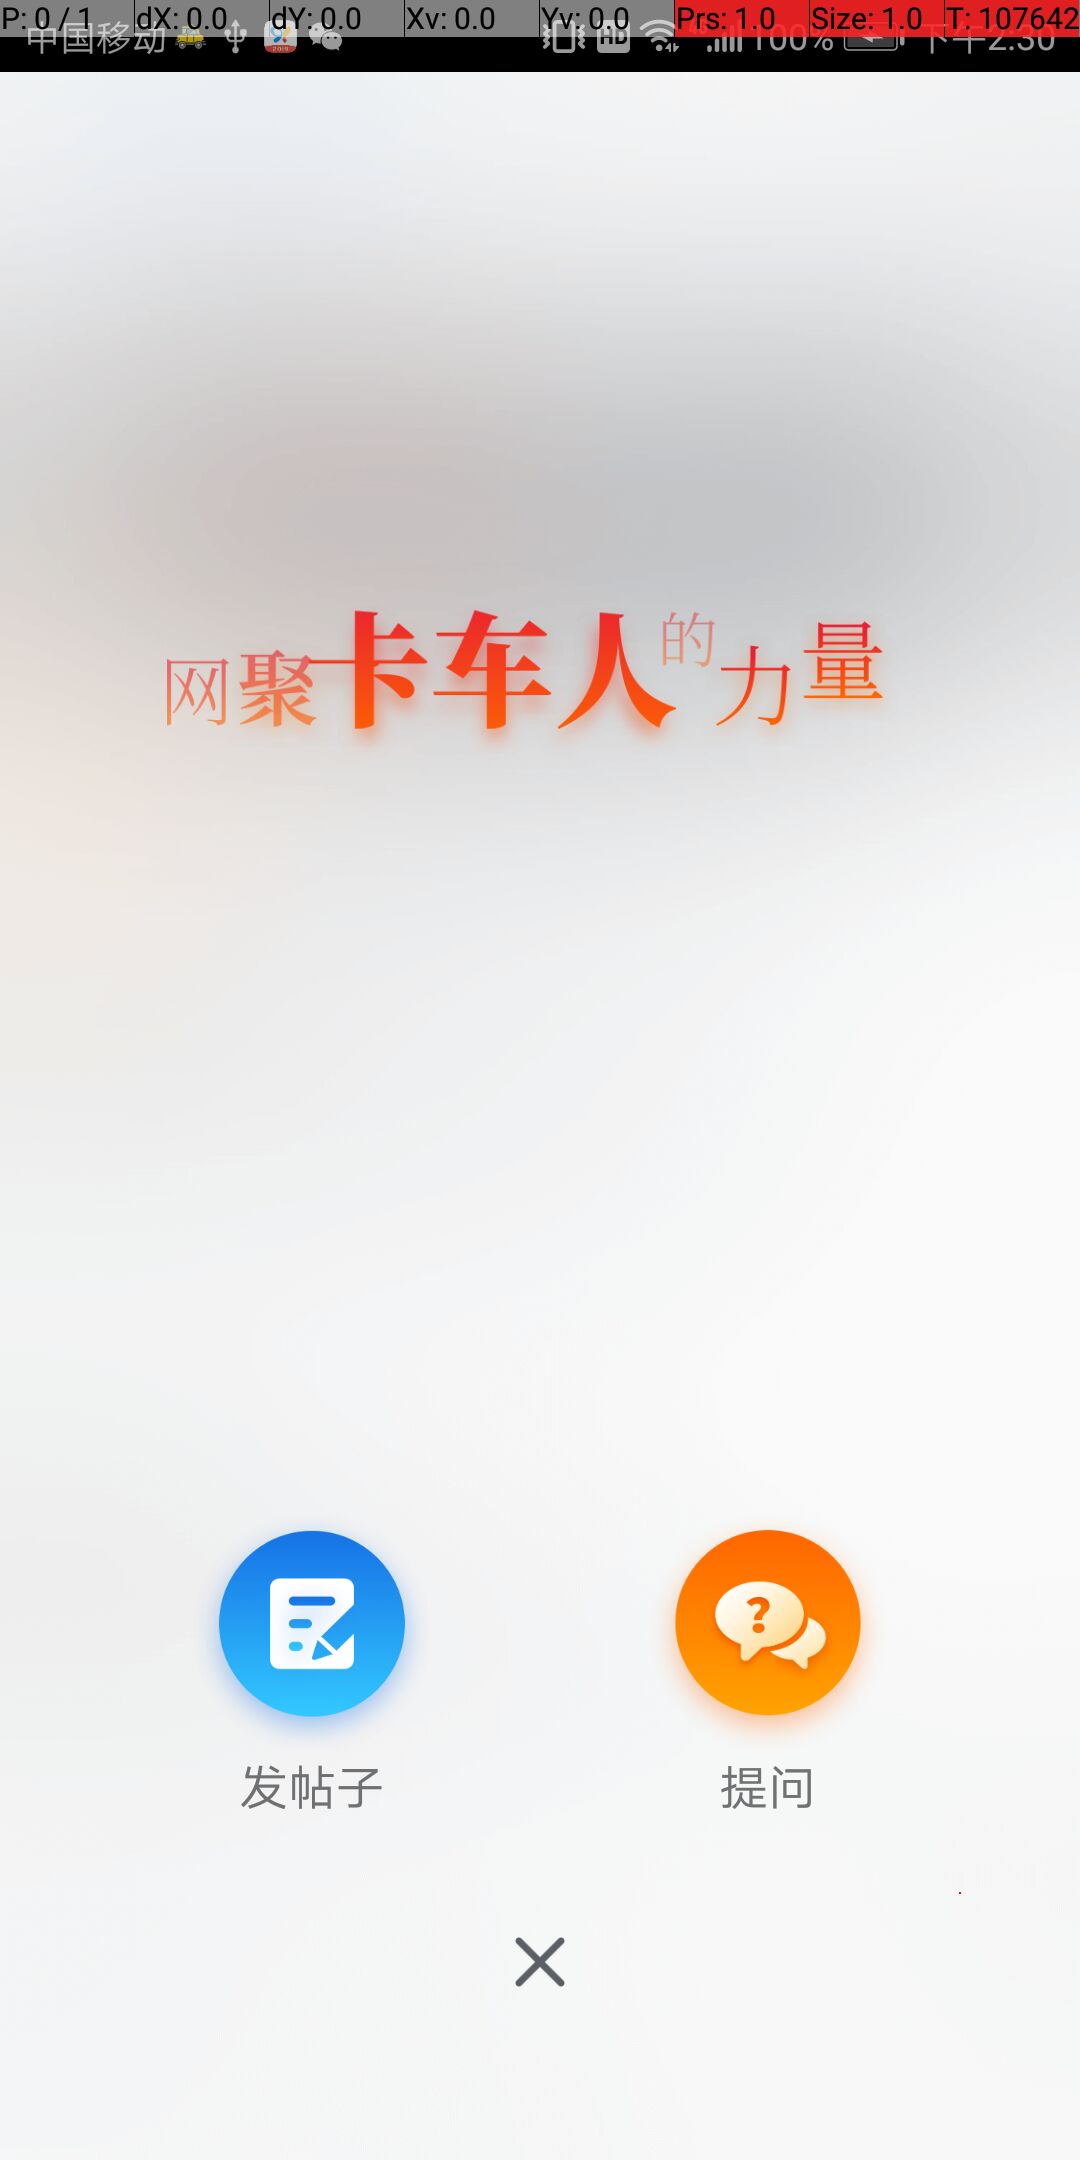 P: 0 / 1 dX: 0.0 dY: 0.0 Xv: 0.0 Yv: 0.0 Prs: 1.0 Size: 1.0 T: 107642
中国移动 HD 100% 下午2:30
网聚卡车人的力量
发帖子 提问